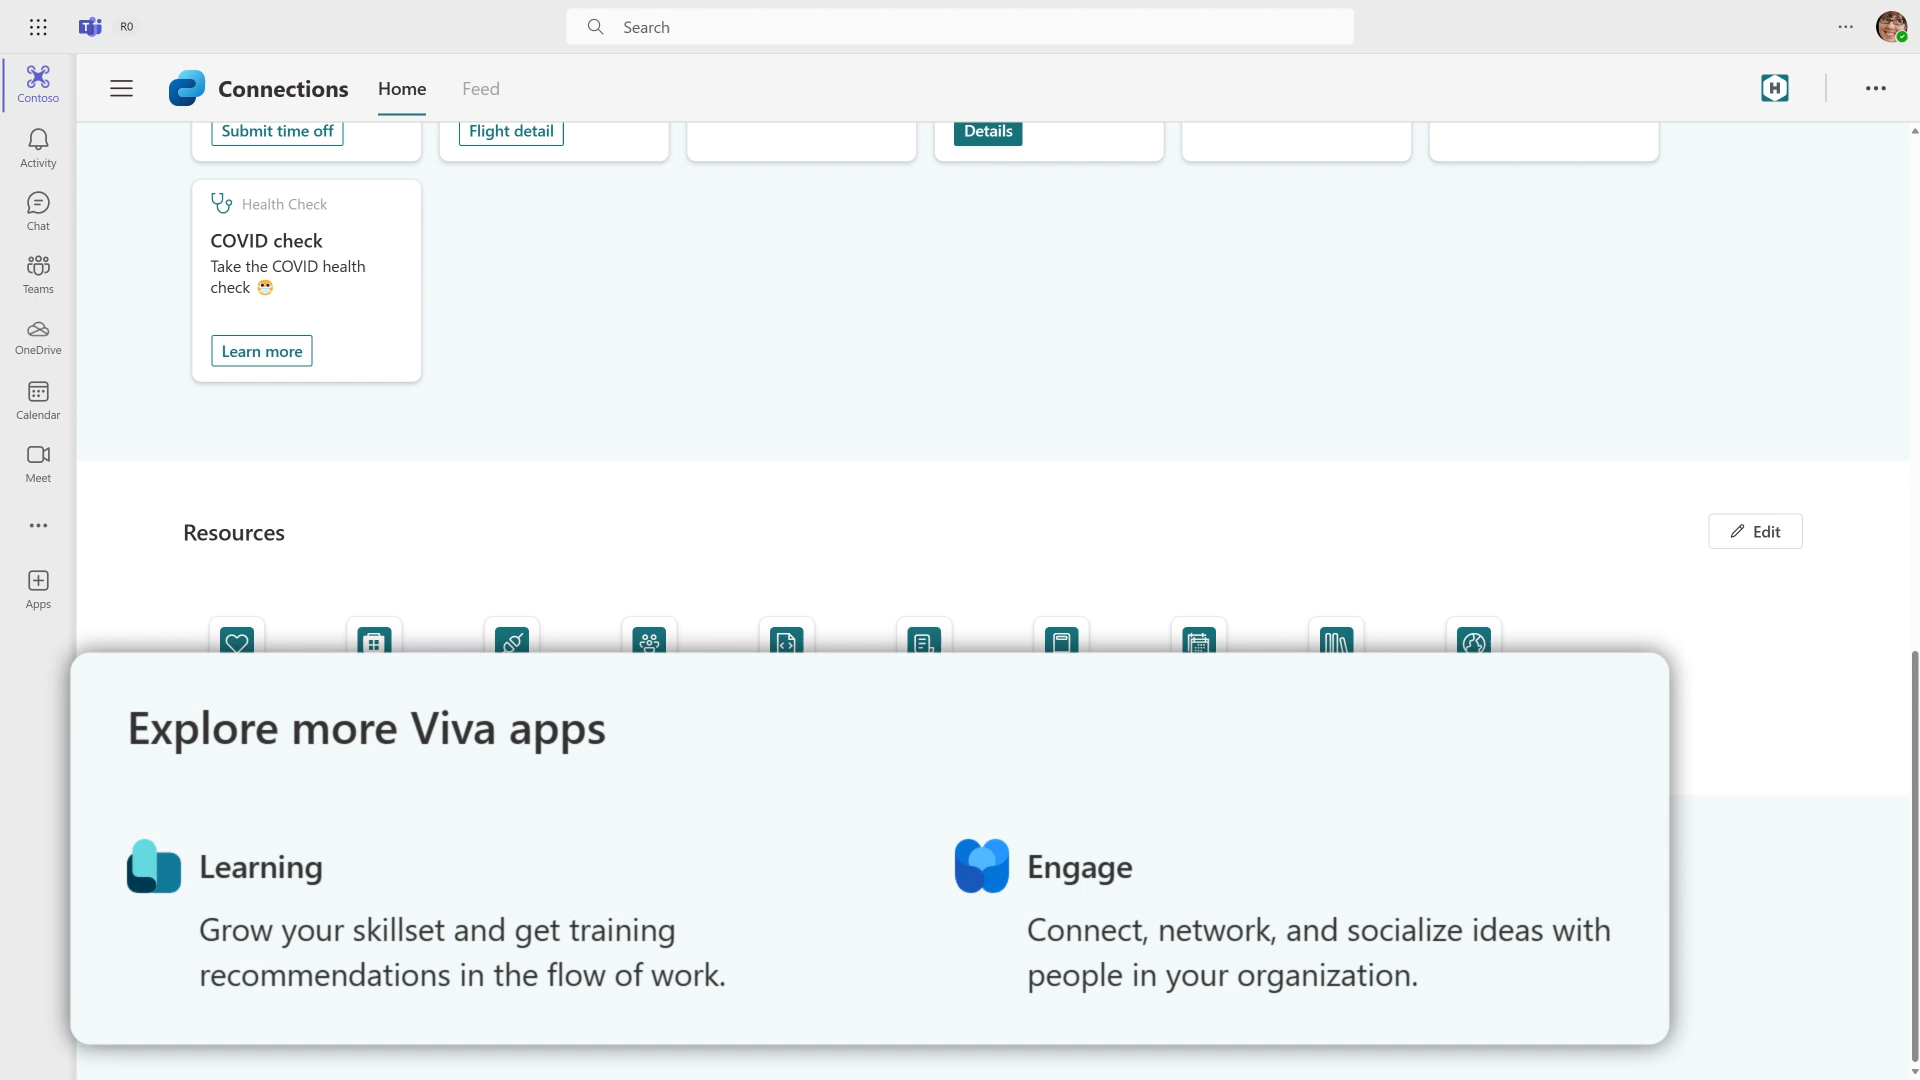 R0
Search
Contoso
Activity
Chat
Teams
OneDrive
Calendar
Meet
Apps
Connections
Home
Feed
H
Submit time off
Flight detail
Details
Health Check
COVID check
Take the COVID health
check
Learn more
Resources
Edit
Explore more Viva apps
Learning
Grow your skillset and get training
recommendations in the flow of work.
Engage
Connect, network, and socialize ideas with
people in your organization.